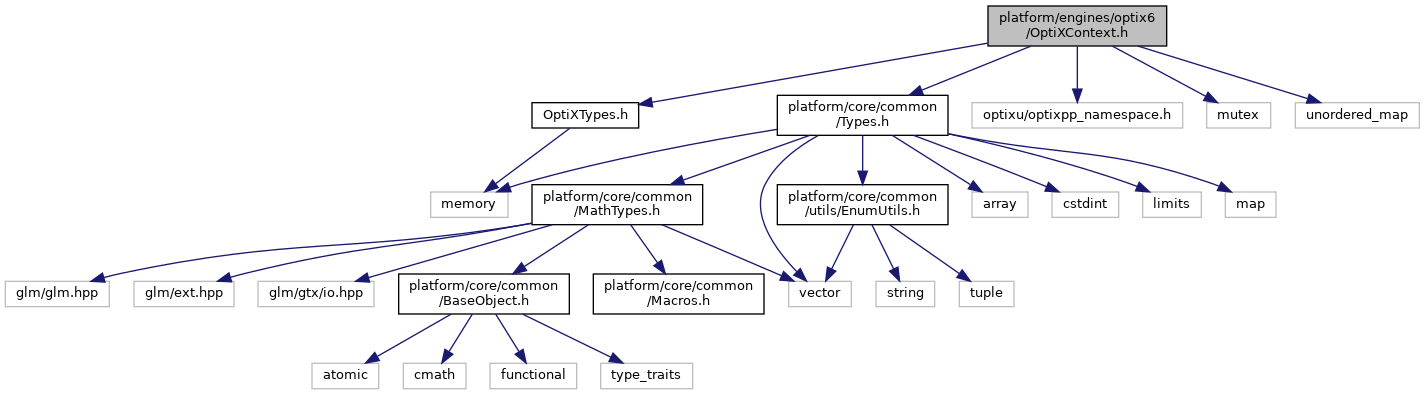 platform/engines/optix6
/OptiXContext.h
OptiXTypes.h
platform/core/common
/Types.h
optixu/optixpp_namespace.h
mutex
unordered_map
memory
platform/core/common
/MathTypes.h
platform/core/common
/utils/EnumUtils.h
array
cstdint
limits
map
glm/glm.hpp
glm/ext.hpp
glm/gtx/io.hpp
platform/core/common
/BaseObject.h
platform/core/common
/Macros.h
vector
string
tuple
atomic
cmath
functional
type_traits